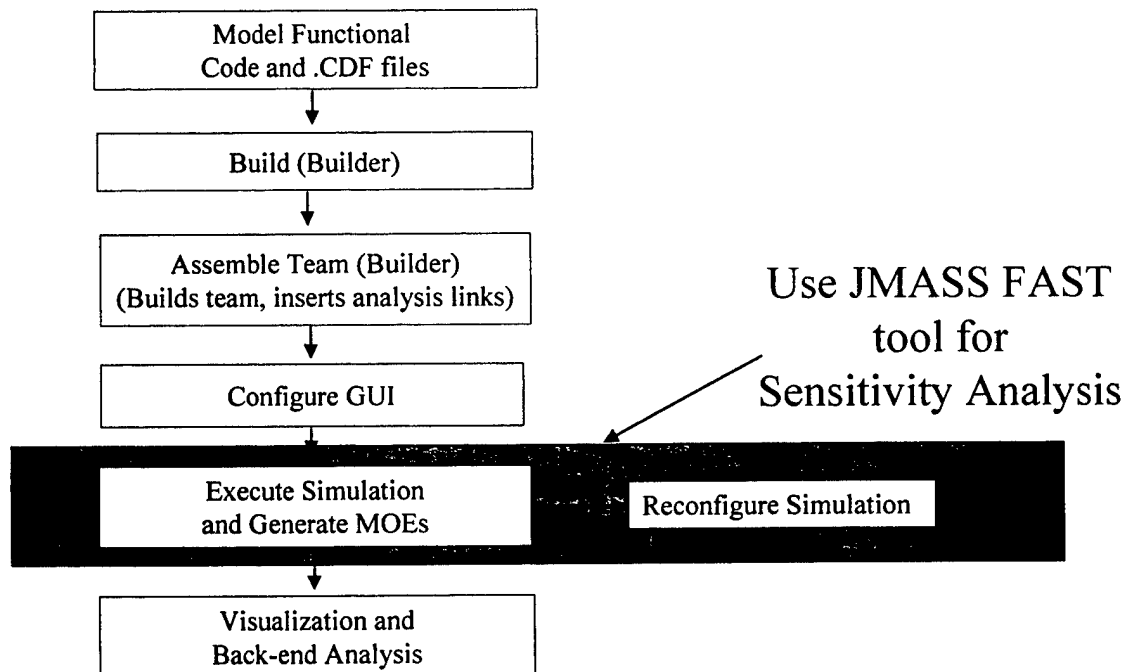 Model Functional
Code and .CDF files
Build (Builder)
Assemble Team (Builder)
(Builds team, inserts analysis links)
Configure GUI
Use JMASS FAST
tool for
Sensitivity Analysis
Execute Simulation
and Generate MOEs
Reconfigure Simulation
Visualization and
Back-end Analysis